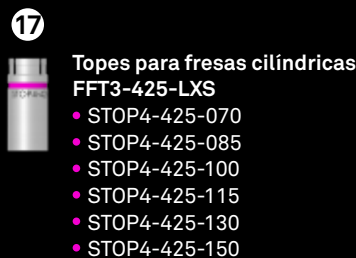 17
Topes para fresas cilíndricas
FFT3-425-LXS
• STOP4-425-070
• STOP4-425-085
• STOP4-425-100
• STOP4-425-115
• STOP4-425-130
• STOP4-425-150